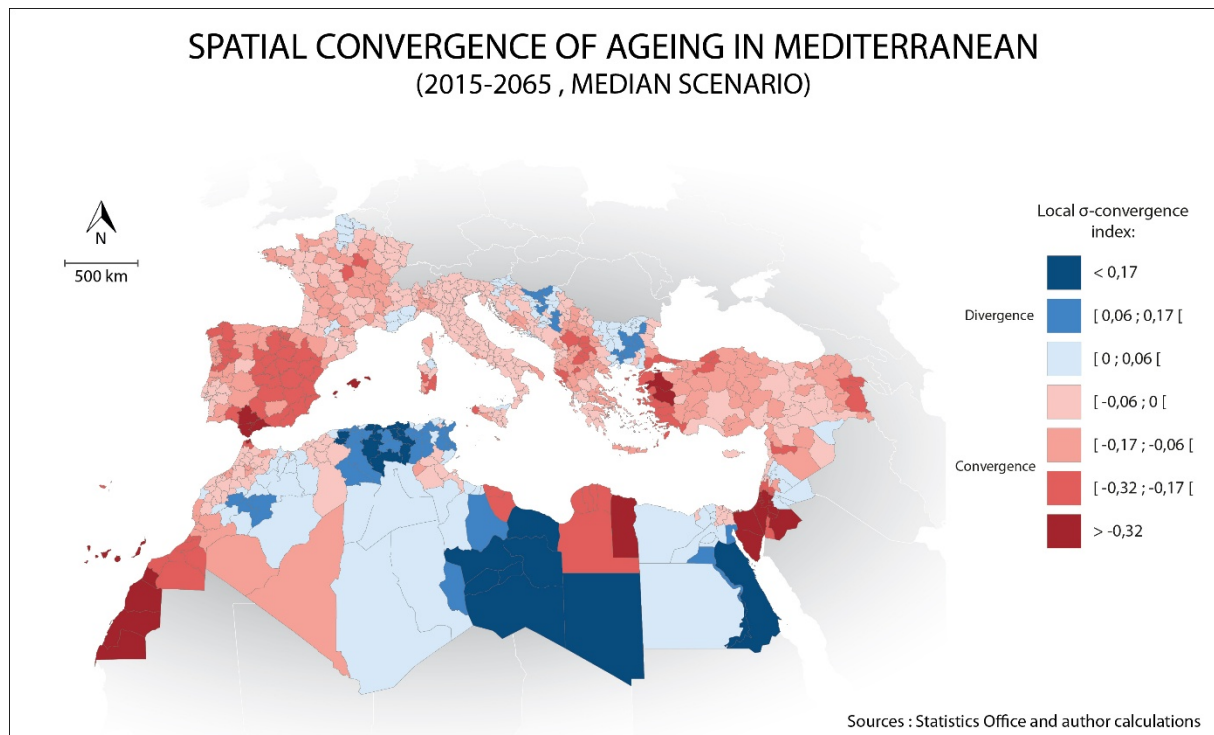 SPATIAL CONVERGENCE OF AGEING IN MEDITERRANEAN
(2015-2065 , MEDIAN SCENARIO)
N
500 km
Local σ-convergence
index:
< 0,17
Divergence
[ 0,06 ; 0,17 [
[ 0 ; 0,06 [
[ -0,06 ; 0 [
[ -0,17 ; -0,06 [
Convergence
[ -0,32 ; -0,17 [
> -0,32
Sources : Statistics Office and author calculations